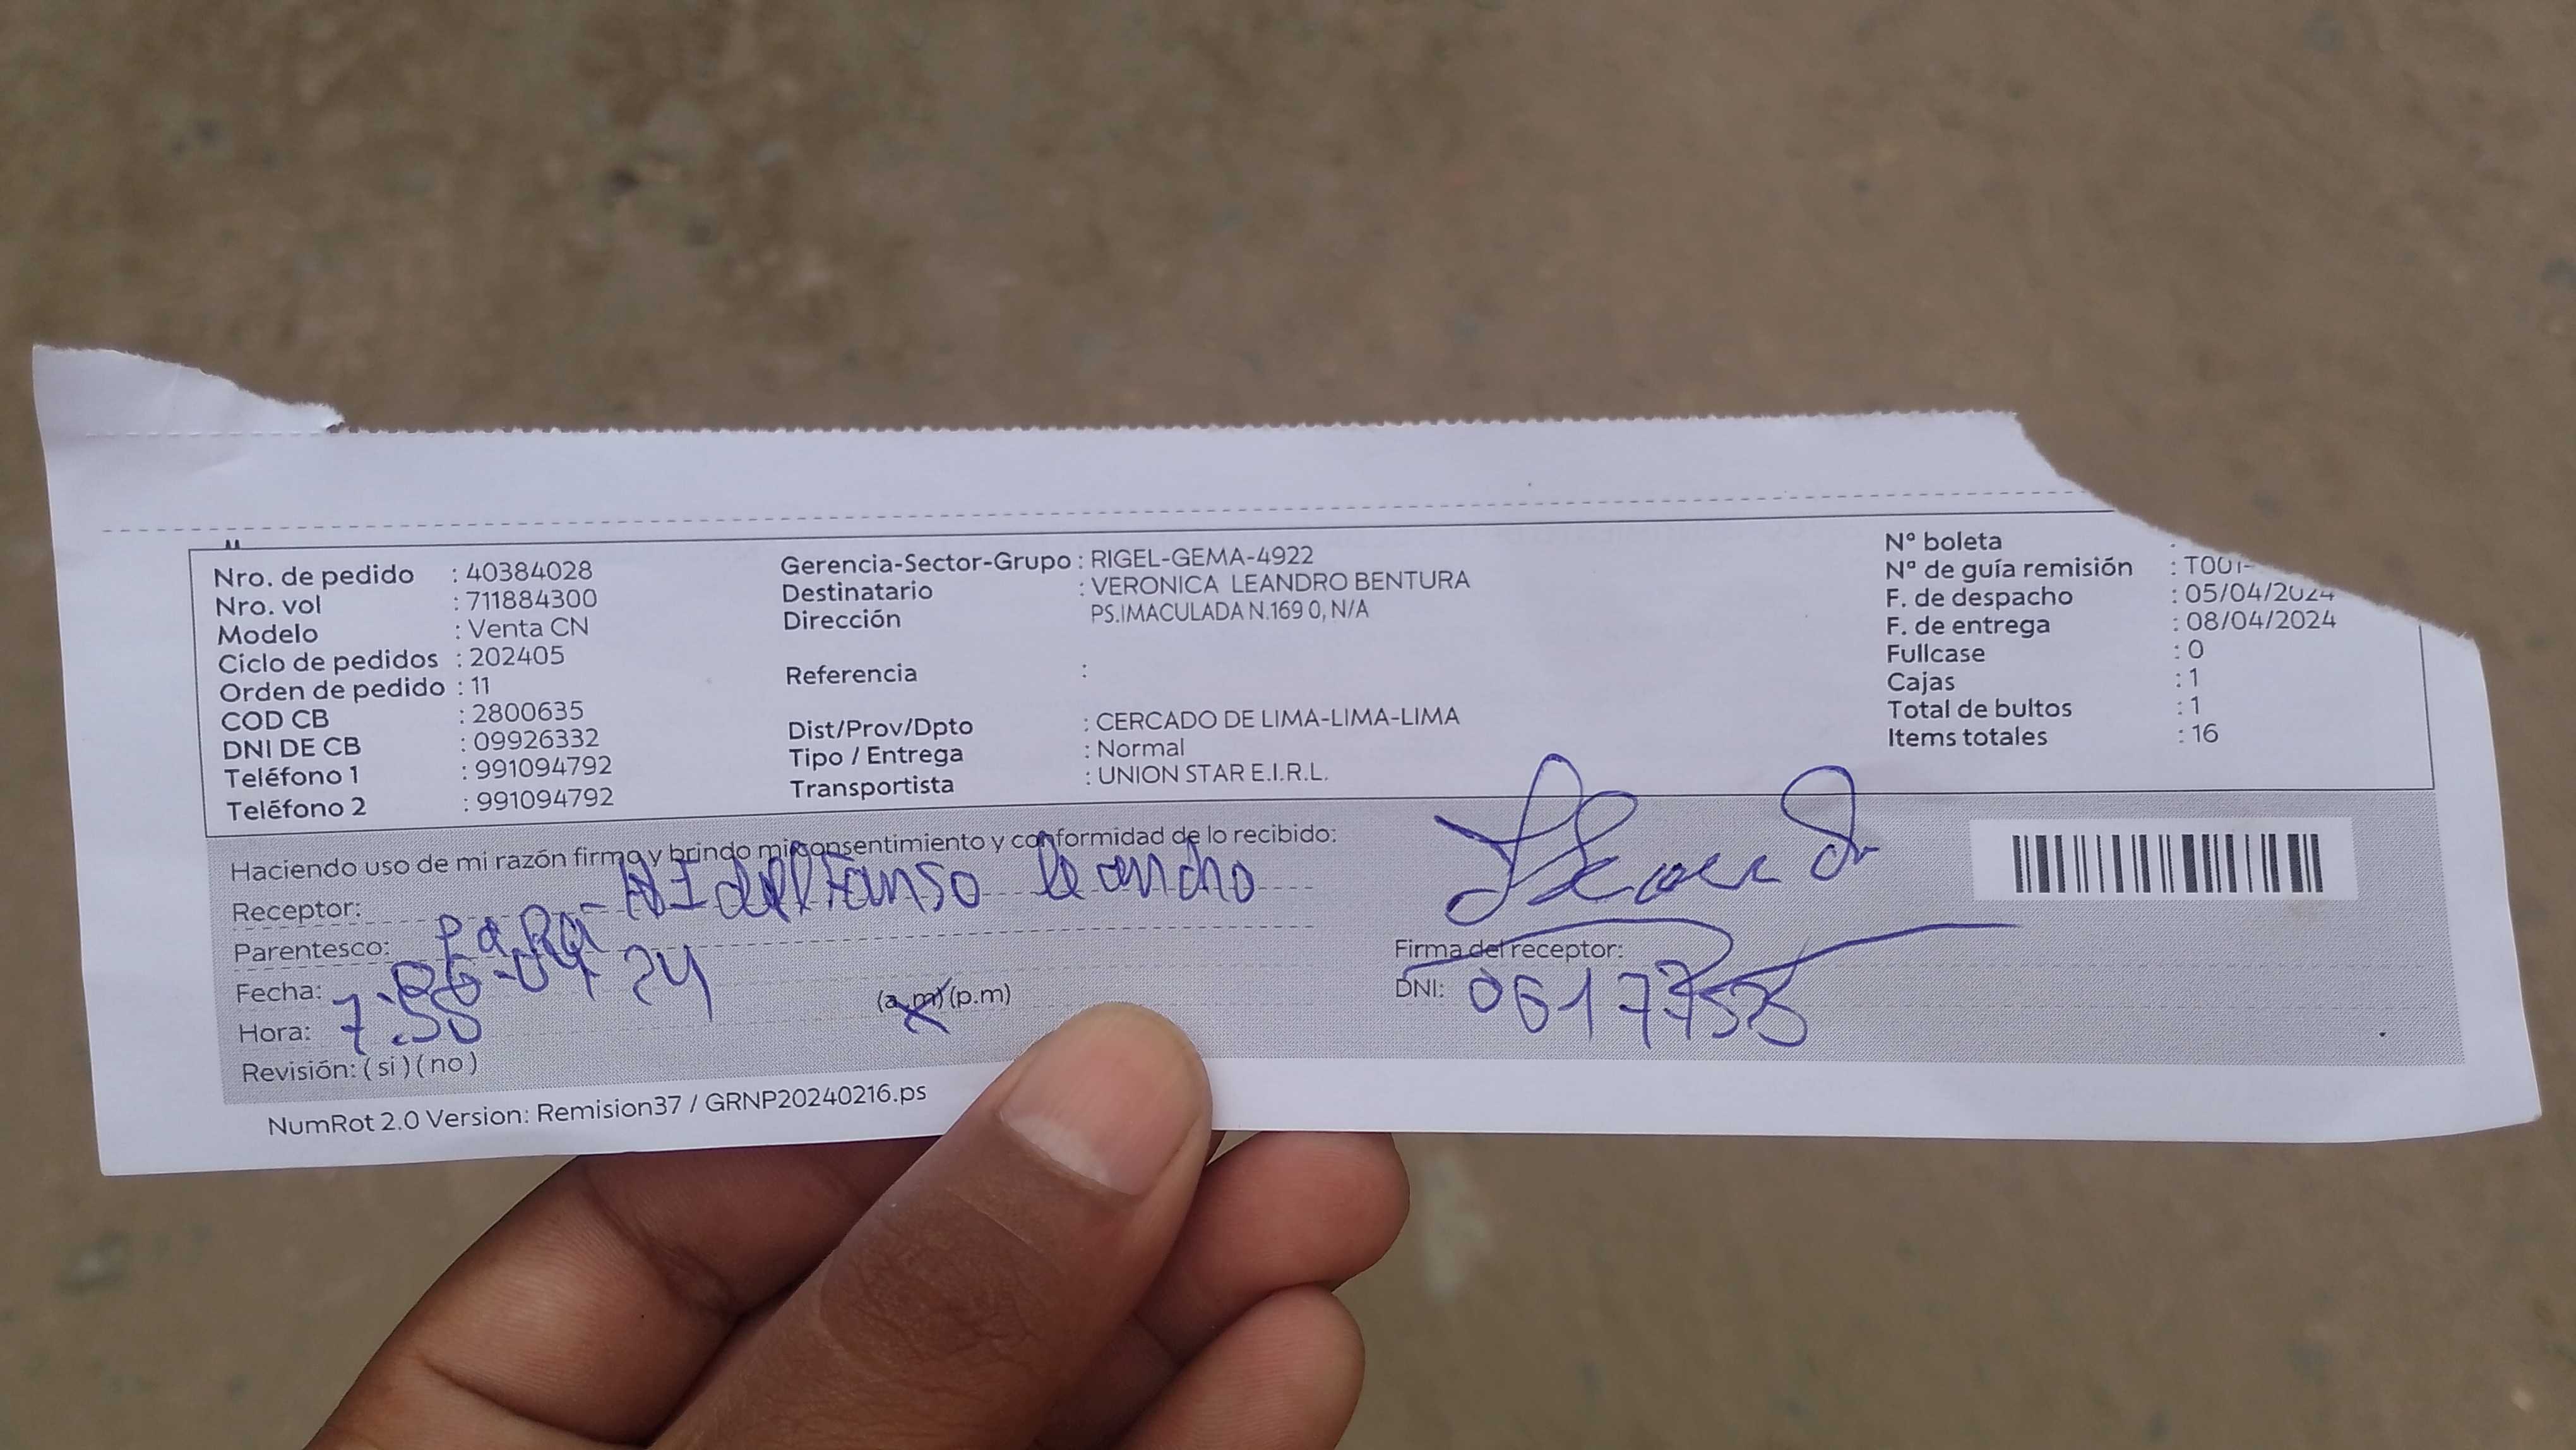 Nro. de pedido : 40384028
Nro. vol : 711884300
Modelo : Venta CN
Ciclo de pedidos : 202405
Orden de pedido : 11
COD CB : 2800635
DNI DE CB : 09926332
Teléfono 1 : 991094792
Teléfono 2 : 991094792
Gerencia-Sector-Grupo : RIGEL-GEMA-4922
Destinatario : VERONICA LEANDRO BENTURA
Dirección PS.IMACULADA N.169 0, N/A
Referencia :
Dist/Prov/Dpto : CERCADO DE LIMA-LIMA-LIMA
Tipo / Entrega : Normal
Transportista : UNION STAR E.I.R.L.
Nº boleta
Nº de guía remisión : T001-
F. de despacho : 05/04/2024
F. de entrega : 08/04/2024
Fullcase : 0
Cajas : 1
Total de bultos : 1
Items totales : 16
Haciendo uso de mi razón firmo y brindo mi consentimiento y conformidad de lo recibido:
Receptor:
Parentesco: PaPa
Fecha: 06-04-24
Hora: 7:58 (a.m) (p.m)
Revisión: ( si ) ( no )
Firma del receptor:
DNI:
NumRot 2.0 Version: Remision37 / GRNP20240216.ps